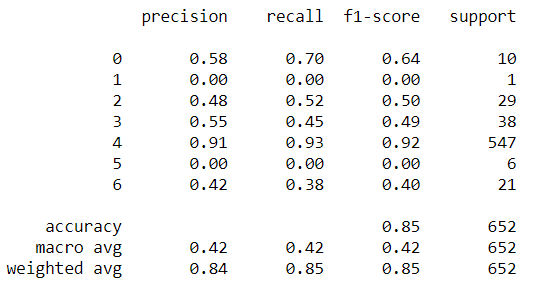 precision recall f1-score support
0 0.58 0.70 0.64 10
1 0.00 0.00 0.00 1
2 0.48 0.52 0.50 29
3 0.55 0.45 0.49 38
4 0.91 0.93 0.92 547
5 0.00 0.00 0.00 6
6 0.42 0.38 0.40 21
accuracy 0.85 652
macro avg 0.42 0.42 0.42 652
weighted avg 0.84 0.85 0.85 652